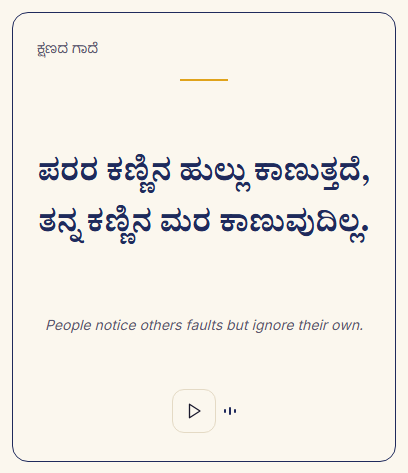 ಕ್ಷಣದ ಗಾದೆ
ಪರರ ಕಣ್ಣಿನ ಹುಲ್ಲು ಕಾಣುತ್ತದೆ,
ತನ್ನ ಕಣ್ಣಿನ ಮರ ಕಾಣುವುದಿಲ್ಲ.
People notice others faults but ignore their own.